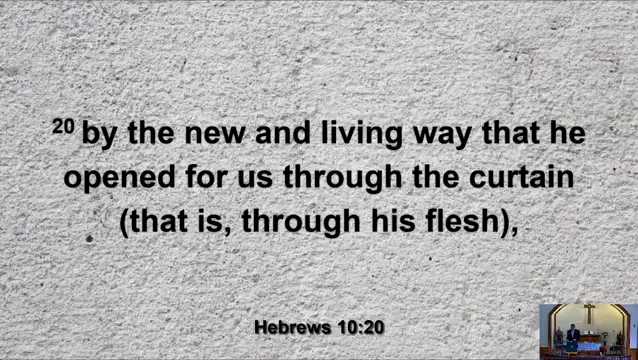 20 by the new and living way that he
opened for us through the curtain
(that is, through his flesh),
Hebrews 10:20